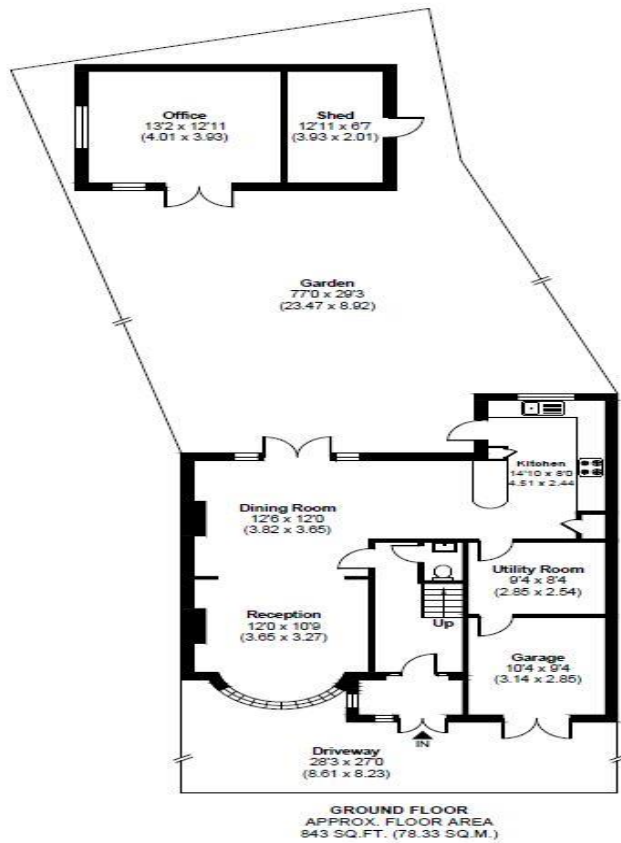 Office
13'2 x 12'11
(4.01 x 3.93)
Shed
12'11 x 6'7
(3.93 x 2.01)
Garden
77'0 x 29'3
(23.47 x 8.92)
Kitchen
14'10 x 8'0
4.51 x 2.44
Dining Room
12'6 x 12'0
(3.82 x 3.65)
Utility Room
9'4 x 8'4
(2.85 x 2.54)
Reception
12'0 x 10'9
(3.65 x 3.27)
Up
Garage
10'4 x 9'4
(3.14 x 2.85)
IN
Driveway
28'3 x 27'0
(8.61 x 8.23)
GROUND FLOOR
APPROX. FLOOR AREA
843 SQ.FT. (78.33 SQ.M.)